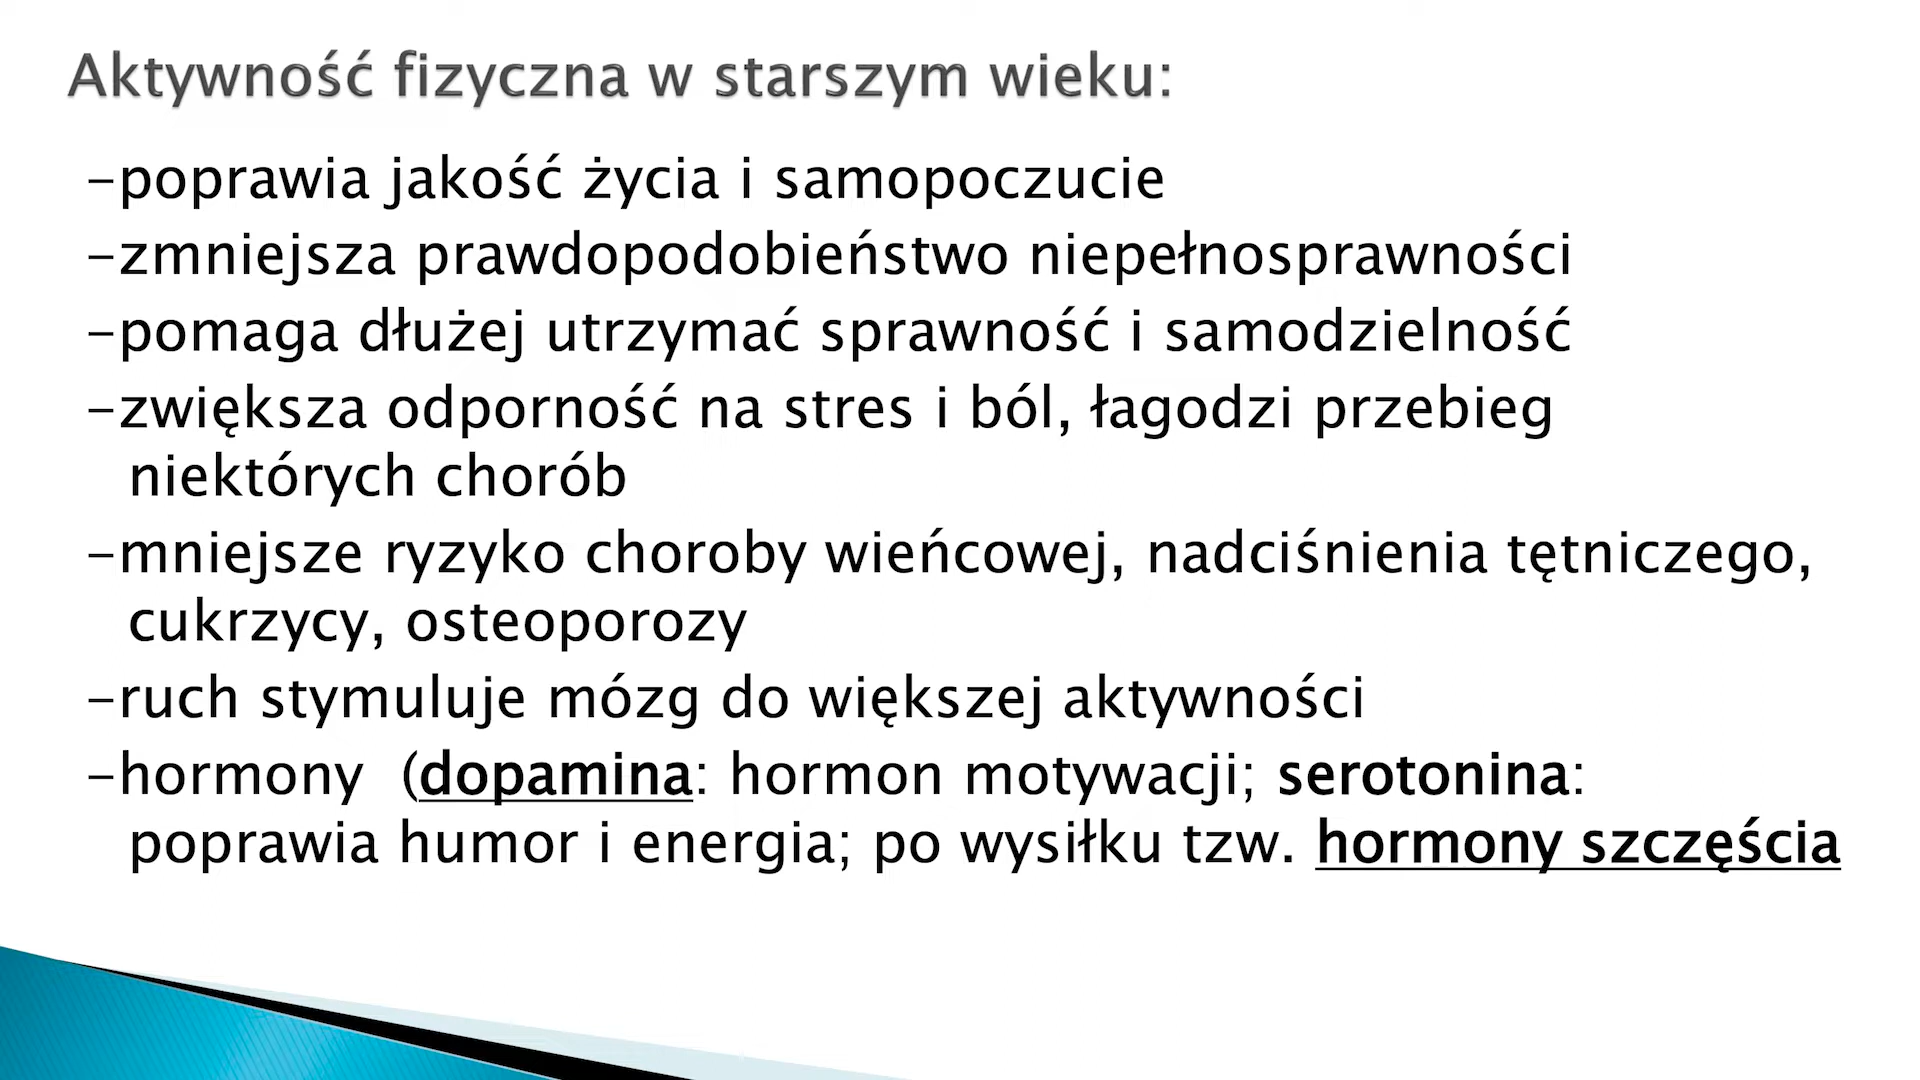 Aktywność fizyczna w starszym wieku:
-poprawia jakość życia i samopoczucie
-zmniejsza prawdopodobieństwo niepełnosprawności
-pomaga dłużej utrzymać sprawność i samodzielność
-zwiększa odporność na stres i ból, łagodzi przebieg
niektórych chorób
-mniejsze ryzyko choroby wieńcowej, nadciśnienia tętniczego,
cukrzycy, osteoporozy
-ruch stymuluje mózg do większej aktywności
-hormony (dopamina: hormon motywacji; serotonina:
poprawia humor i energia; po wysiłku tzw. hormony szczęścia